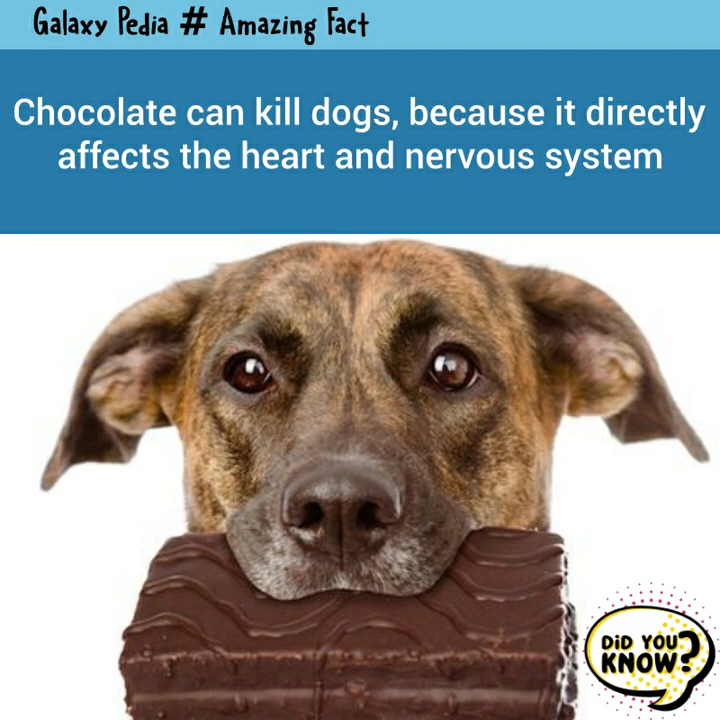 Galaxy Pedia # Amazing Fact
Chocolate can kill dogs, because it directly
affects the heart and nervous system
DiD YOU
KNOW?